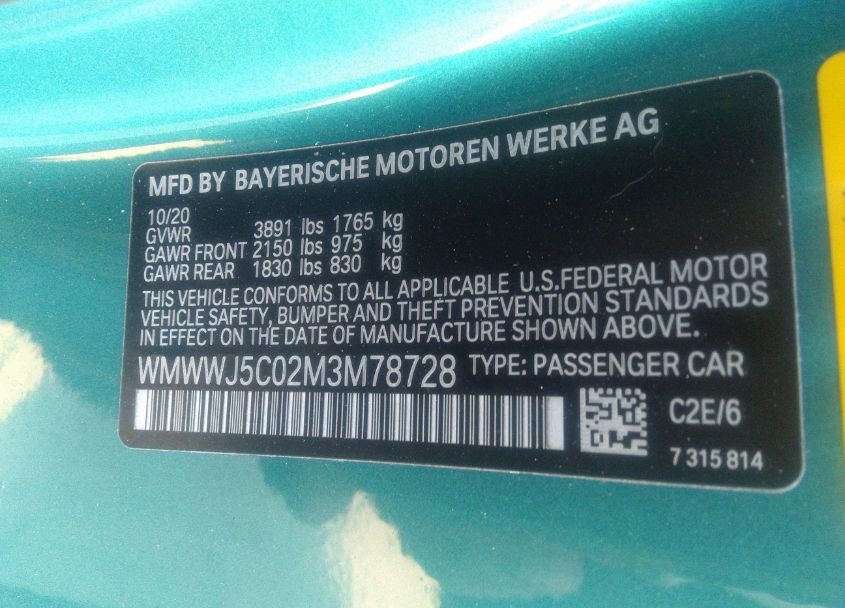 MFD BY BAYERISCHE MOTOREN WERKE AG
10/20
GVWR 3891 lbs 1765 kg
GAWR FRONT 2150 lbs 975 kg
GAWR REAR 1830 lbs 830 kg
THIS VEHICLE CONFORMS TO ALL APPLICABLE U.S.FEDERAL MOTOR
VEHICLE SAFETY, BUMPER AND THEFT PREVENTION STANDARDS
IN EFFECT ON THE DATE OF MANUFACTURE SHOWN ABOVE.
WMWWJ5C02M3M78728 TYPE: PASSENGER CAR
C2E/6
7 315 814